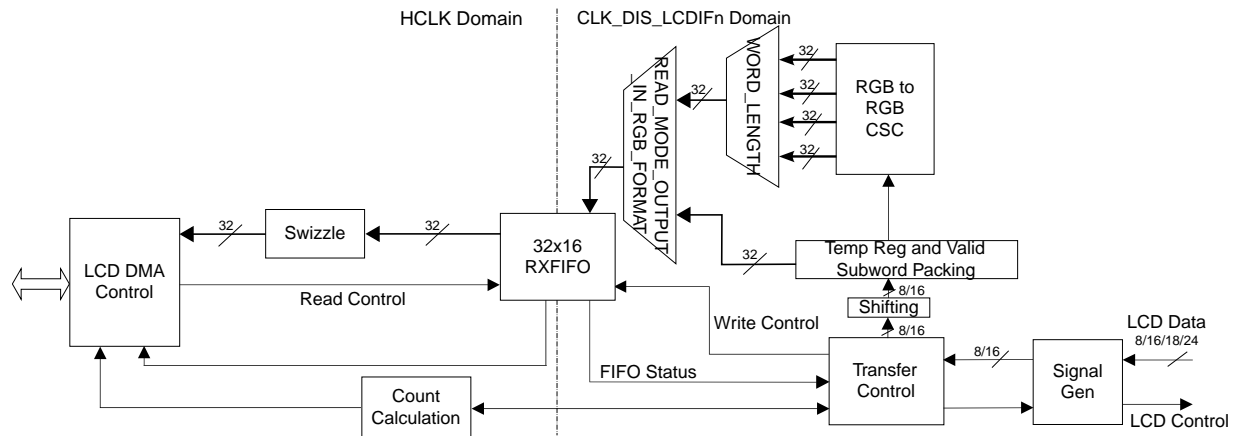 HCLK Domain
CLK_DIS_LCDIFn Domain
READ_MODE_OUTPUT
_IN_RGB_FORMAT
32
32
WORD_LENGTH
32
32
32
32
RGB to
RGB
CSC
LCD DMA
Control
32
Swizzle
32
32x16
RXFIFO
Read Control
32
Temp Reg and Valid
Subword Packing
8/16
Shifting
8/16
Write Control
FIFO Status
Transfer
Control
8/16
Signal
Gen
LCD Data
8/16/18/24
LCD Control
Count
Calculation